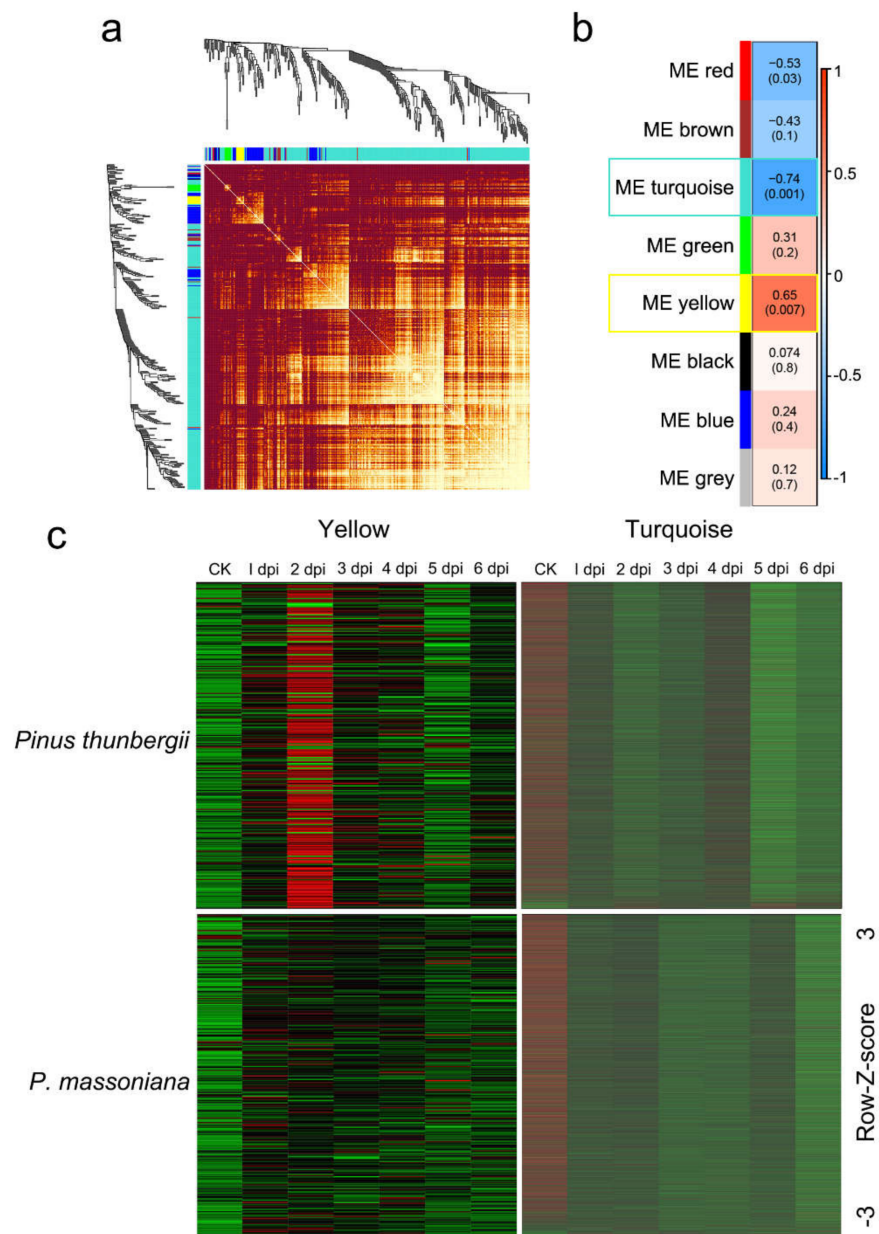 a
b
ME red
−0.53
(0.03)
1
ME brown
−0.43
(0.1)
0.5
ME turquoise
−0.74
(0.001)
ME green
0.31
(0.2)
0
ME yellow
0.65
(0.007)
ME black
0.074
(0.8)
-0.5
ME blue
0.24
(0.4)
ME grey
0.12
(0.7)
-1
c
Yellow
Turquoise
CK l dpi 2 dpi 3 dpi 4 dpi 5 dpi 6 dpi
CK l dpi 2 dpi 3 dpi 4 dpi 5 dpi 6 dpi
Pinus thunbergii
P. massoniana
-3 Row-Z-score 3